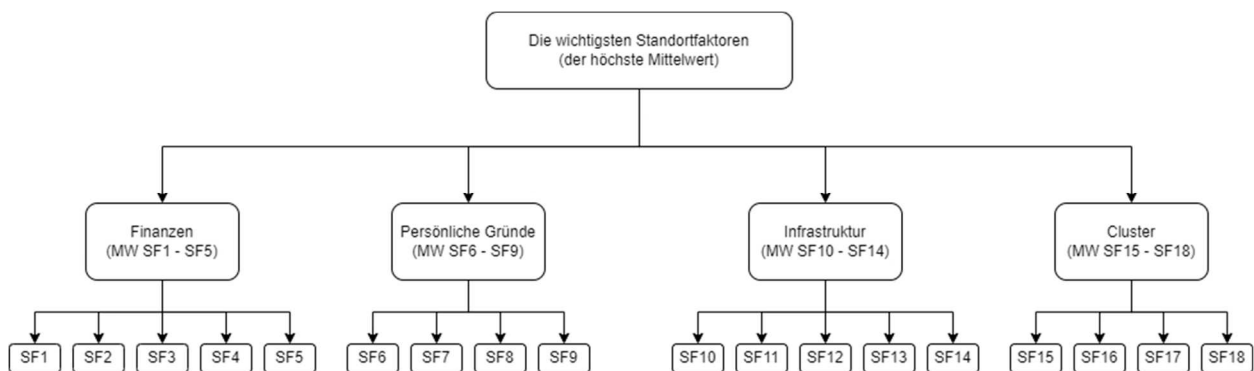 Die wichtigsten Standortfaktoren
(der höchste Mittelwert)
Finanzen
(MW SF1 - SF5)
Persönliche Gründe
(MW SF6 - SF9)
Infrastruktur
(MW SF10 - SF14)
Cluster
(MW SF15 - SF18)
SF1
SF2
SF3
SF4
SF5
SF6
SF7
SF8
SF9
SF10
SF11
SF12
SF13
SF14
SF15
SF16
SF17
SF18